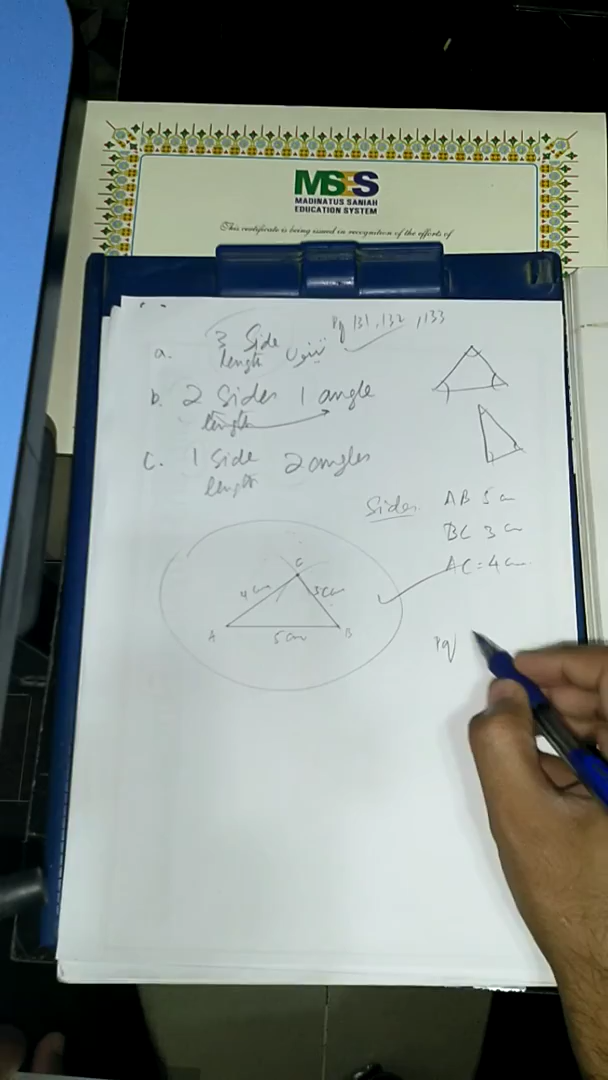 MSES
MADINATUS SANIAH
EDUCATION SYSTEM
This certificate is being issued in recognition of the efforts of
Pg 131, 132, 133
a. 3 Side
length تینوں
b. 2 Sides 1 angle
length
c. 1 Side 2 angles
length
Sides AB 5 cm
BC 3 cm
AC = 4 cm
C
4 cm 3 cm
A 5 cm B
Pg